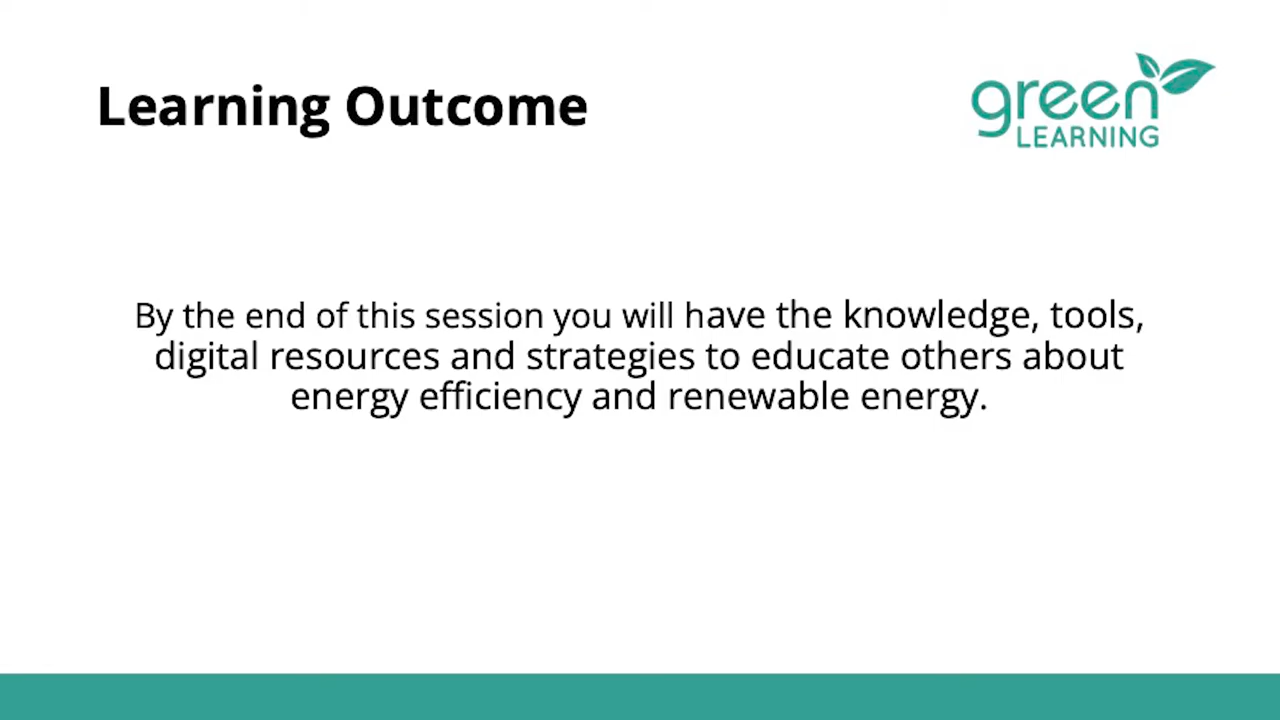 Learning Outcome
green
LEARNING
By the end of this session you will have the knowledge, tools,
digital resources and strategies to educate others about
energy efficiency and renewable energy.